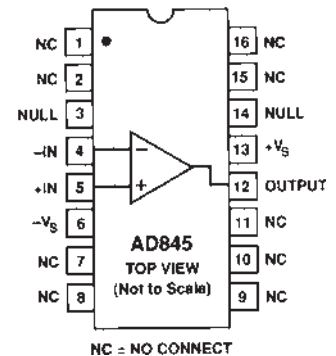 NC 1 16 NC
NC 2 15 NC
NULL 3 14 NULL
–IN 4 – 13 +VS
+IN 5 + 12 OUTPUT
–VS 6 11 NC
AD845
NC 7 TOP VIEW 10 NC
(Not to Scale)
NC 8 9 NC
NC = NO CONNECT